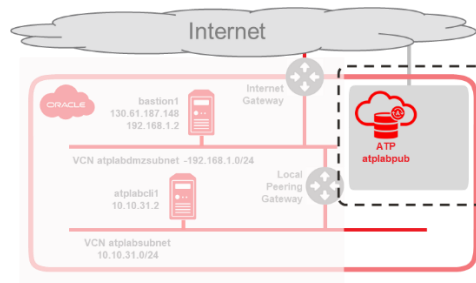 Internet
Internet
Gateway
ORACLE
bastion1
130.61.187.148
192.168.1.2
ATP
atplabpub
VCN atplabdmzsubnet -192.168.1.0/24
Local
Peering
Gateway
atplabcli1
10.10.31.2
VCN atplabsubnet
10.10.31.0/24